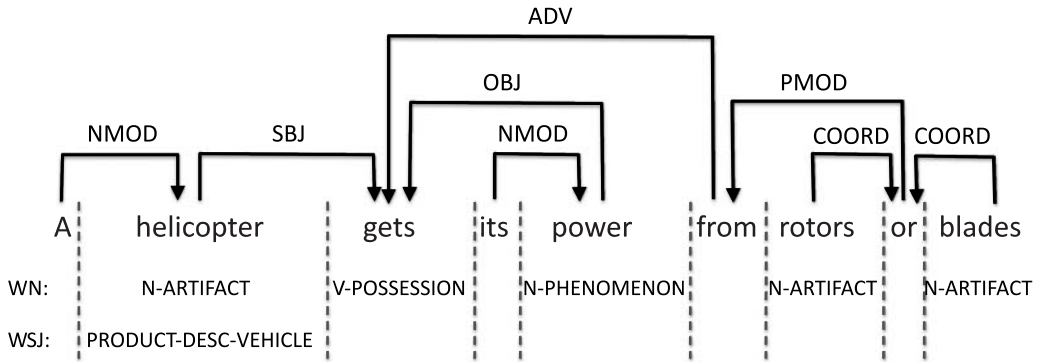 ADV
OBJ PMOD
NMOD SBJ NMOD COORD COORD
A helicopter gets its power from rotors or blades
WN: N-ARTIFACT V-POSSESSION N-PHENOMENON N-ARTIFACT N-ARTIFACT
WSJ: PRODUCT-DESC-VEHICLE